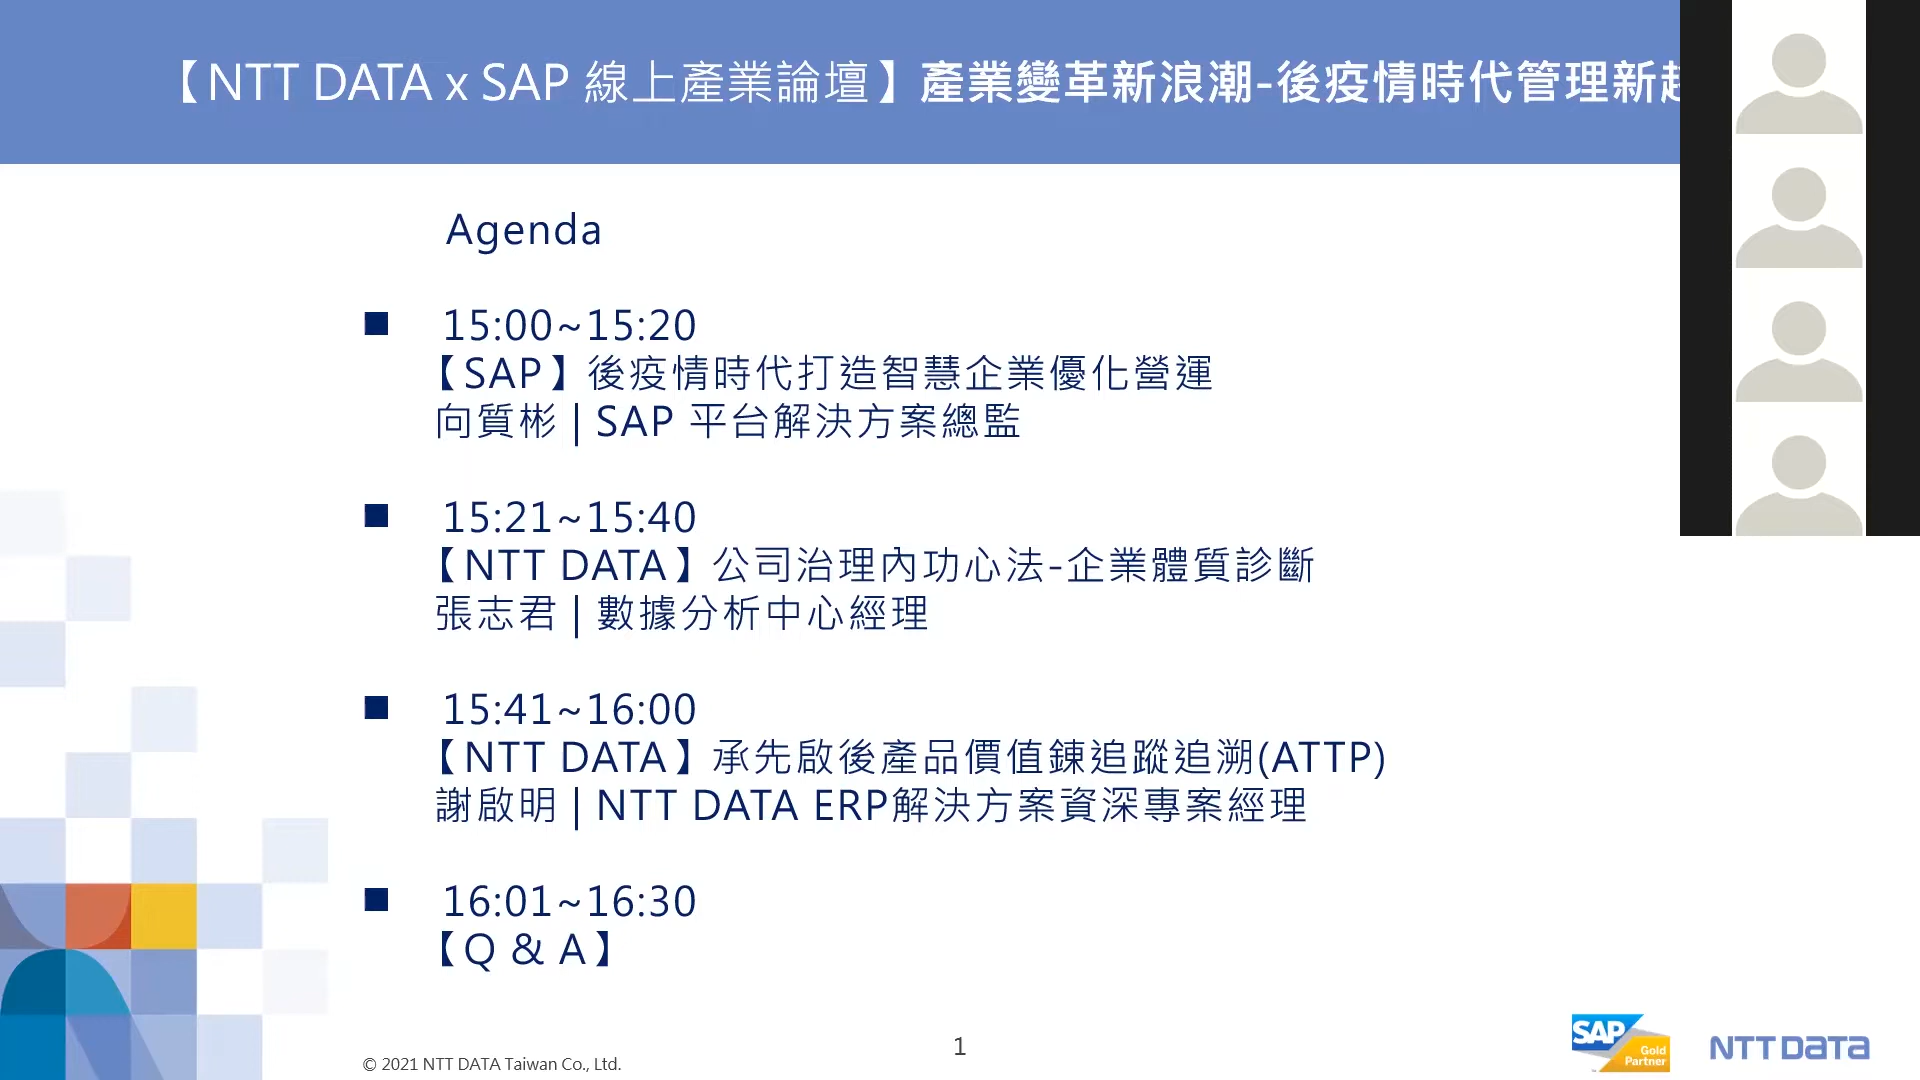 【NTT DATA x SAP 線上產業論壇】產業變革新浪潮-後疫情時代管理新
Agenda
■ 15:00~15:20
【SAP】後疫情時代打造智慧企業優化營運
向質彬 | SAP 平台解決方案總監
■ 15:21~15:40
【NTT DATA】公司治理內功心法-企業體質診斷
張志君 | 數據分析中心經理
■ 15:41~16:00
【NTT DATA】承先啟後產品價值鍊追蹤追溯(ATTP)
謝啟明 | NTT DATA ERP解決方案資深專案經理
■ 16:01~16:30
【Q & A】
© 2021 NTT DATA Taiwan Co., Ltd.
1
SAP Gold Partner
NTT DATA